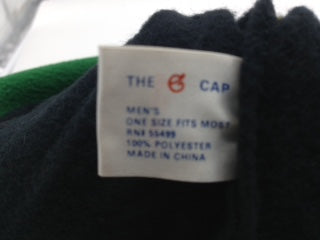 THE G CAP
MEN'S
ONE SIZE FITS MOST
RN# 55499
100% POLYESTER
MADE IN CHINA